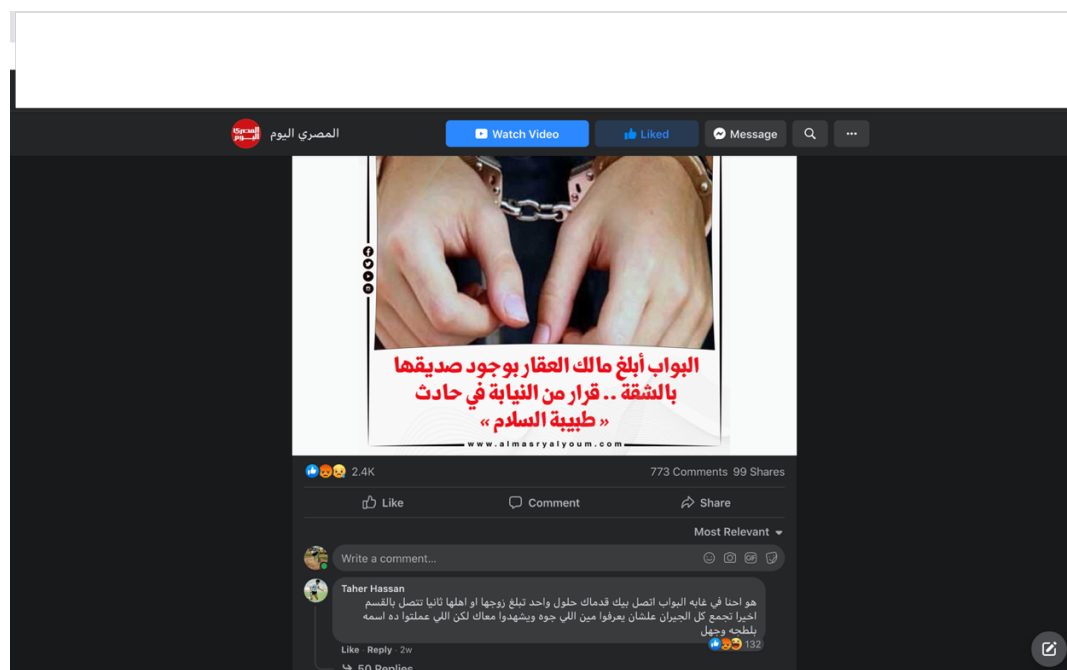 المصري اليوم
Watch Video
Liked
Message
البواب أبلغ مالك العقار بوجود صديقها
بالشقة .. قرار من النيابة في حادث
« طبيبة السلام »
www.almasryalyoum.com
2.4K
773 Comments 99 Shares
Like
Comment
Share
Most Relevant
Write a comment...
GIF
Taher Hassan
هو احنا في غابه البواب اتصل بيك قدماك حلول واحد تبلغ زوجها او اهلها ثانيا تتصل بالقسم
اخيرا تجمع كل الجيران علشان يعرفوا مين اللي جوه ويشهدوا معاك لكن اللي عملتوا ده اسمه
بلطجه وجهل
132
Like · Reply · 2w
50 Replies